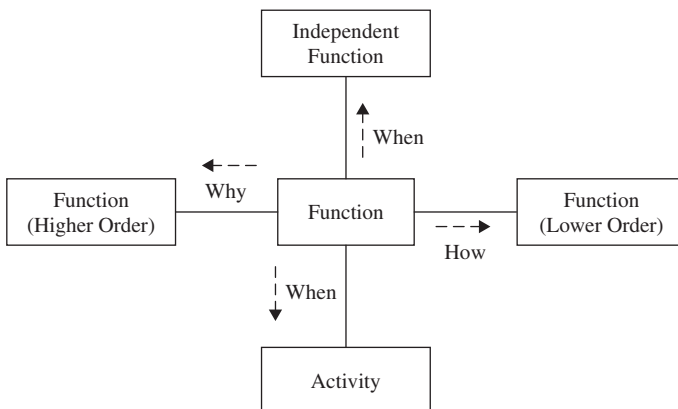 Independent
Function
When
Why
Function
(Higher Order)
Function
Function
(Lower Order)
How
When
Activity